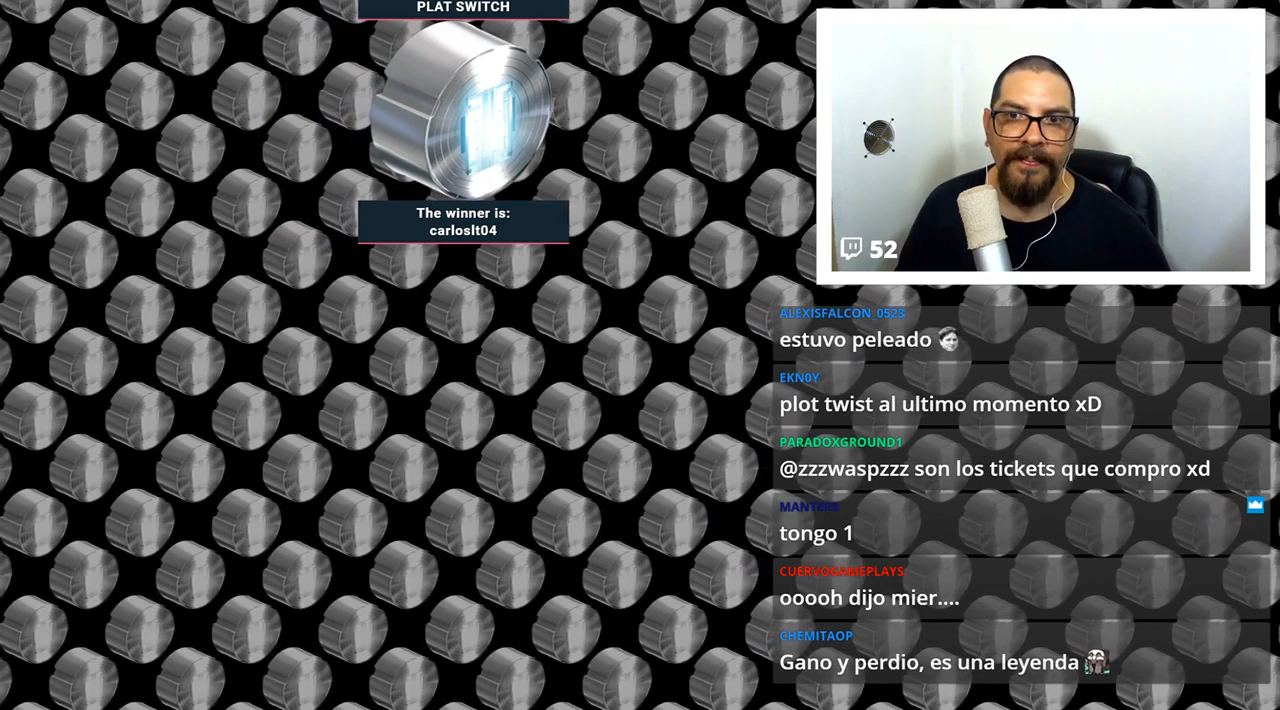 PLAT SWITCH
The winner is:
carloslt04
52
ALEXISFALCON_0523
estuvo peleado
EKN0Y
plot twist al ultimo momento xD
PARADOXGROUND1
@zzzwaspzzz son los tickets que compro xd
tongo 1
CUERVOGAMEPLAYS
ooooh dijo mier....
CHEMITAOP
Gano y perdio, es una leyenda